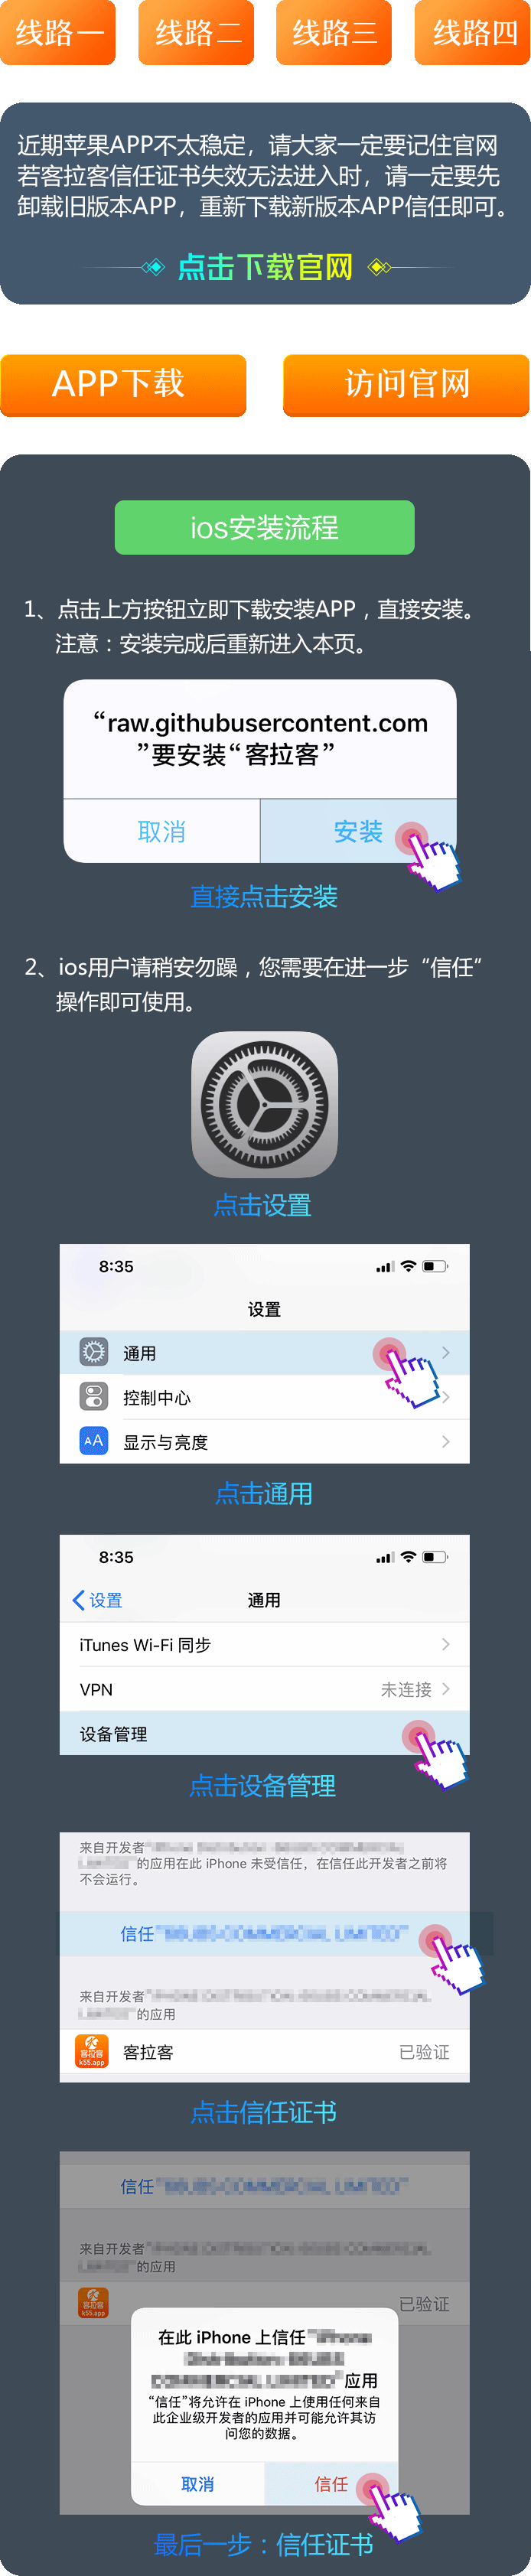 线路一 线路二 线路三 线路四
近期苹果APP不太稳定，请大家一定要记住官网
若客拉客信任证书失效无法进入时，请一定要先
卸载旧版本APP，重新下载新版本APP信任即可。
点击下载官网
APP下载 访问官网
ios安装流程
1、点击上方按钮立即下载安装APP，直接安装。
注意：安装完成后重新进入本页。
“raw.githubusercontent.com
”要安装“客拉客”
取消 安装
直接点击安装
2、ios用户请稍安勿躁，您需要在进一步“信任”
操作即可使用。
点击设置
8:35
设置
通用
控制中心
AA 显示与亮度
点击通用
8:35
设置 通用
iTunes Wi-Fi 同步
VPN 未连接
设备管理
点击设备管理
来自开发者“
的应用在此 iPhone 未受信任，在信任此开发者之前将
不会运行。
信任“
来自开发者
的应用
客拉客 k55.app 客拉客 已验证
点击信任证书
信任“
来自开发者
的应用
客拉客 k55.app 已验证
在此 iPhone 上信任“
”应用
“信任”将允许在 iPhone 上使用任何来自
此企业级开发者的应用并可能允许其访
问您的数据。
取消 信任
最后一步：信任证书